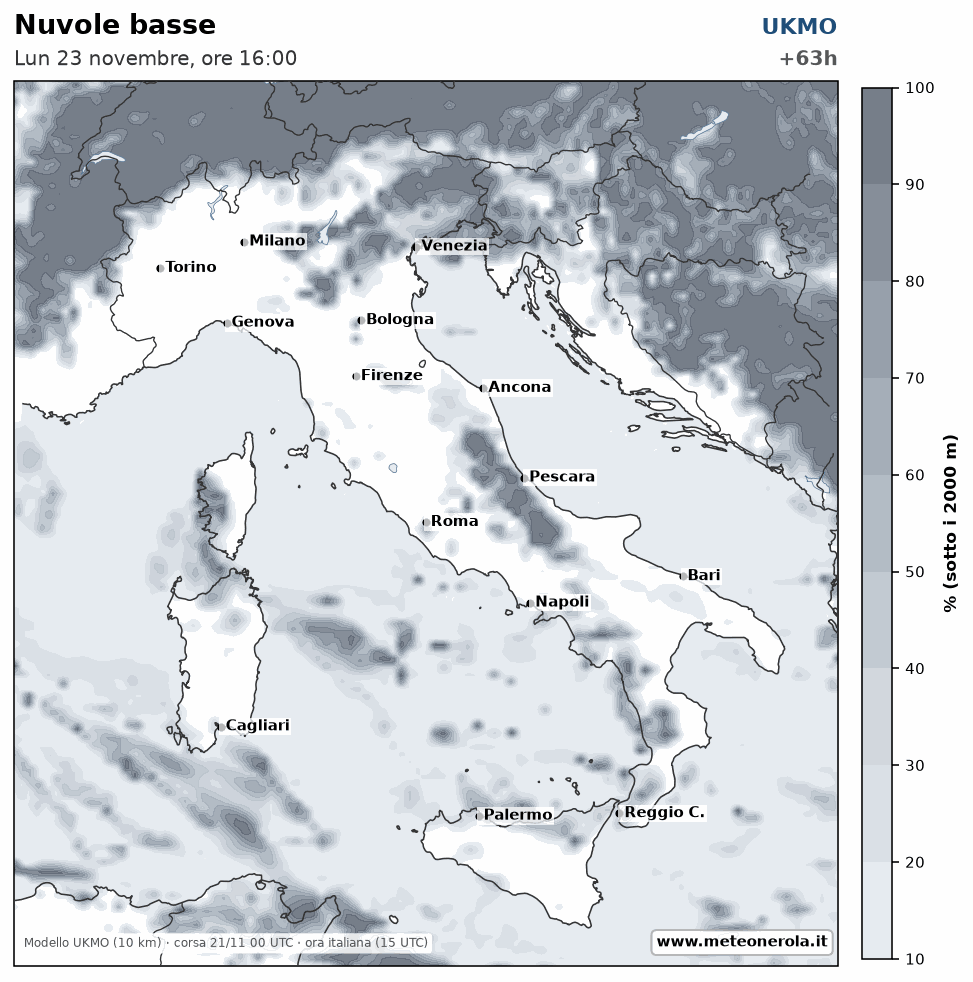 Nuvole basse
UKMO
Lun 23 novembre, ore 16:00
+63h
100
90
80
70
60
50
40
30
20
10
% (sotto i 2000 m)
Milano
Venezia
Torino
Genova
Bologna
Firenze
Ancona
Pescara
Roma
Bari
Napoli
Cagliari
Palermo
Reggio C.
Modello UKMO (10 km) · corsa 21/11 00 UTC · ora italiana (15 UTC)
www.meteonerola.it